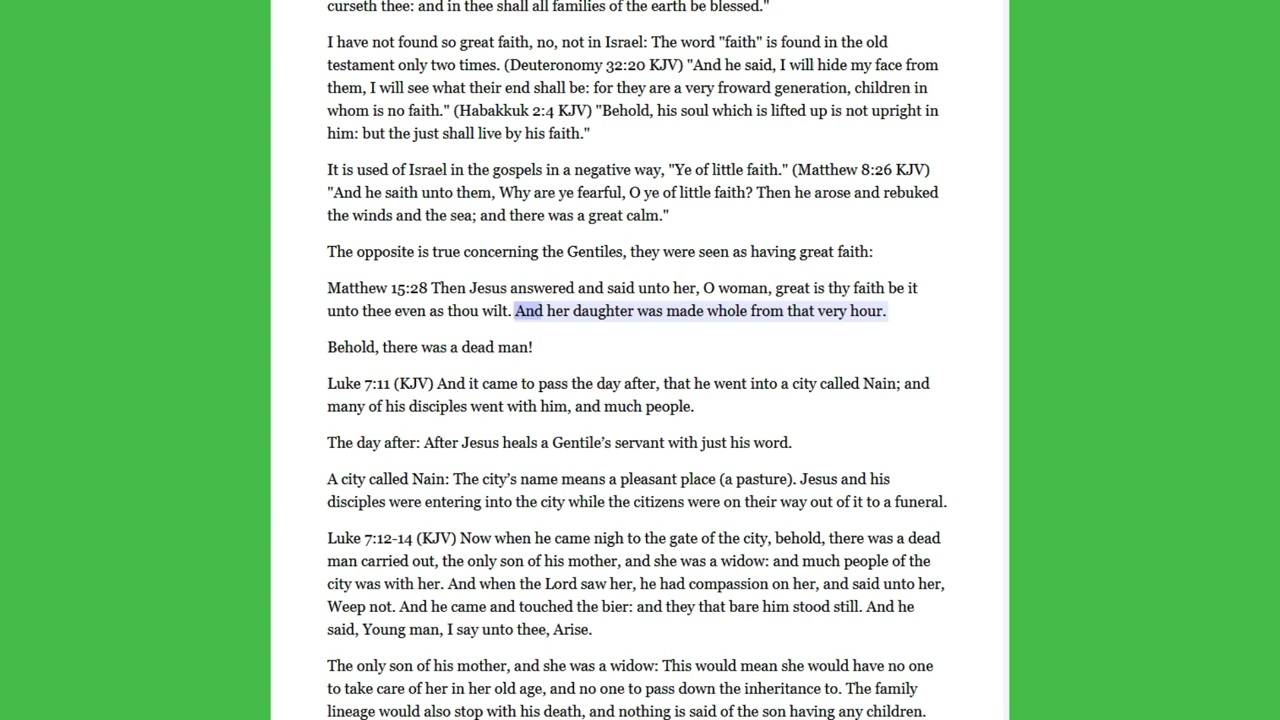 curseth thee: and in thee shall all families of the earth be blessed."
I have not found so great faith, no, not in Israel: The word "faith" is found in the old
testament only two times. (Deuteronomy 32:20 KJV) "And he said, I will hide my face from
them, I will see what their end shall be: for they are a very froward generation, children in
whom is no faith." (Habakkuk 2:4 KJV) "Behold, his soul which is lifted up is not upright in
him: but the just shall live by his faith."
It is used of Israel in the gospels in a negative way, "Ye of little faith." (Matthew 8:26 KJV)
"And he saith unto them, Why are ye fearful, O ye of little faith? Then he arose and rebuked
the winds and the sea; and there was a great calm."
The opposite is true concerning the Gentiles, they were seen as having great faith:
Matthew 15:28 Then Jesus answered and said unto her, O woman, great is thy faith be it
unto thee even as thou wilt. And her daughter was made whole from that very hour.
Behold, there was a dead man!
Luke 7:11 (KJV) And it came to pass the day after, that he went into a city called Nain; and
many of his disciples went with him, and much people.
The day after: After Jesus heals a Gentile’s servant with just his word.
A city called Nain: The city’s name means a pleasant place (a pasture). Jesus and his
disciples were entering into the city while the citizens were on their way out of it to a funeral.
Luke 7:12-14 (KJV) Now when he came nigh to the gate of the city, behold, there was a dead
man carried out, the only son of his mother, and she was a widow: and much people of the
city was with her. And when the Lord saw her, he had compassion on her, and said unto her,
Weep not. And he came and touched the bier: and they that bare him stood still. And he
said, Young man, I say unto thee, Arise.
The only son of his mother, and she was a widow: This would mean she would have no one
to take care of her in her old age, and no one to pass down the inheritance to. The family
lineage would also stop with his death, and nothing is said of the son having any children.